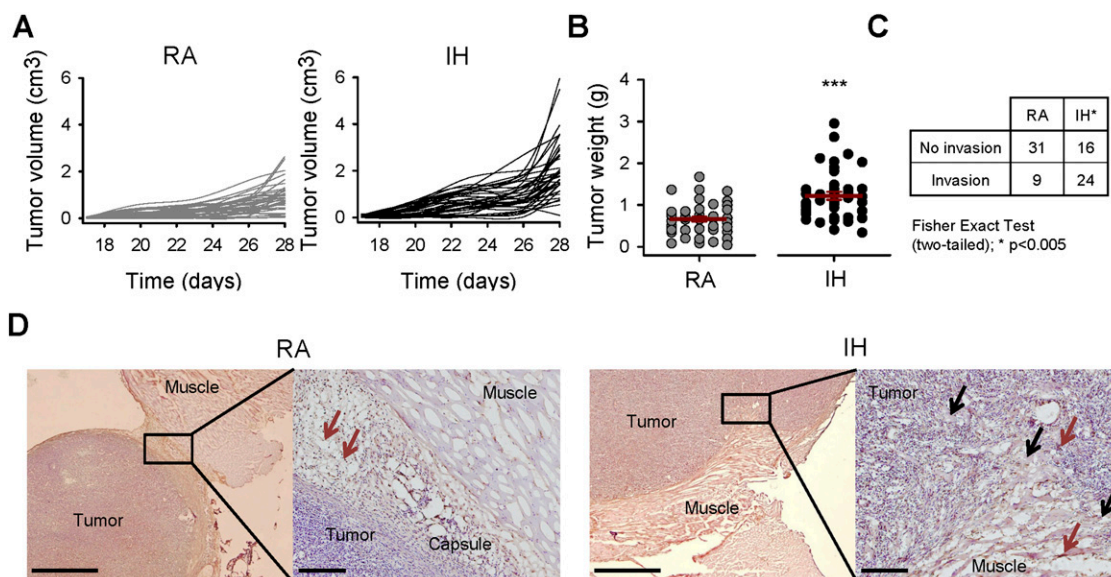 A
RA
Tumor volume (cm3)
6
4
2
0
18 20 22 24 26 28
Time (days)
IH
Tumor volume (cm3)
6
4
2
0
18 20 22 24 26 28
Time (days)
B
Tumor weight (g)
4
3
2
1
0
***
RA IH
C
RA IH*
No invasion 31 16
Invasion 9 24
Fisher Exact Test
(two-tailed); * p<0.005
D
RA
Muscle
Tumor
Muscle
Tumor
Capsule
IH
Tumor
Muscle
Tumor
Muscle